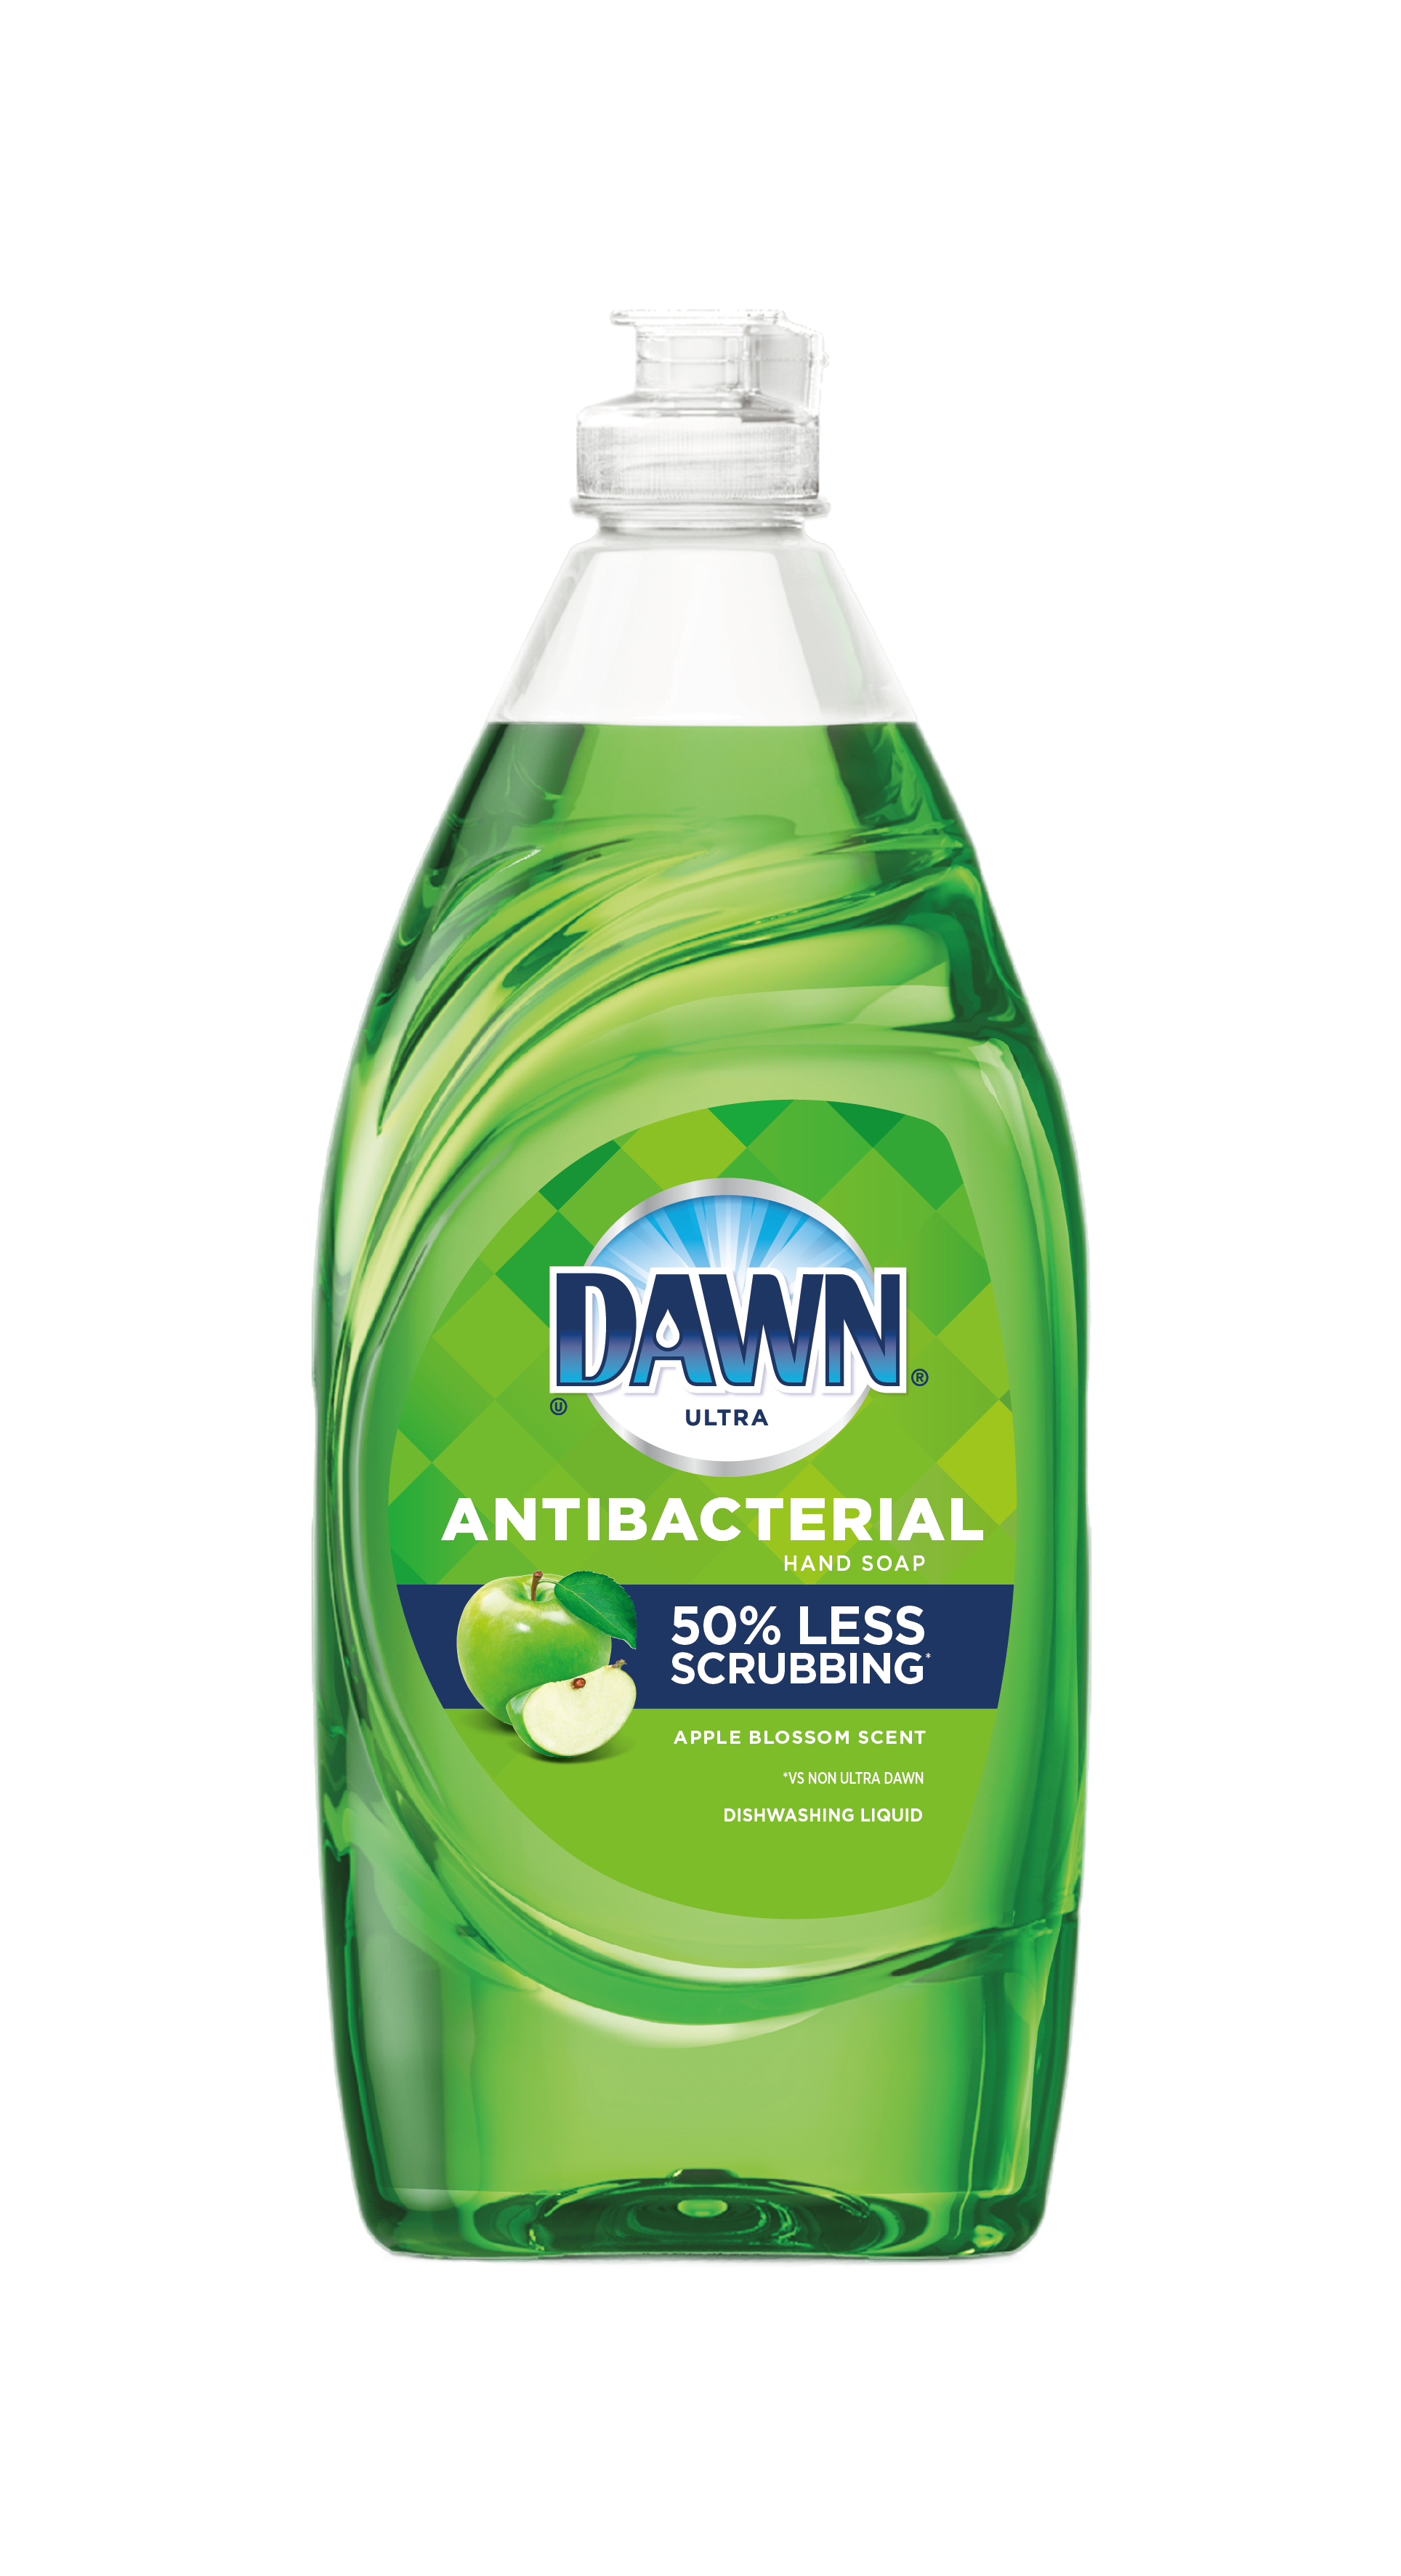 DAWN®
Ⓤ
ULTRA
ANTIBACTERIAL
HAND SOAP
50% LESS
SCRUBBING*
APPLE BLOSSOM SCENT
*VS NON ULTRA DAWN
DISHWASHING LIQUID